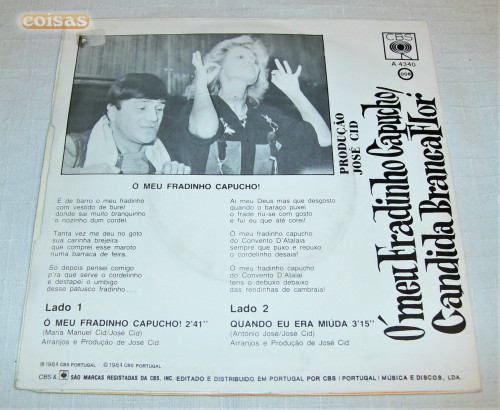 coisas
CBS
A 4340
Ó MEU FRADINHO CAPUCHO!
E de barro o meu fradinho
com vestido de burel
donde sai muito branquinho
o rozinho dum cordel.
Tanta vez me deu no goto
sua carinha brejeira
que comprei esse maroto
numa barraca de feira.
So depois pensei comigo
p'ra que serve o cordelinho
e destapei o umbigo
desse patusco fradinho...
Ai meu Deus mas que desgosto
quando o baraço puxei
o frade riu-se com gosto
e fui eu que até corei!
Ó meu fradinho capucho
do Convento D'Atalaia
sempre que puxo e repuxo
o cordelinho desaia!
Ó meu fradinho capucho
do Convento D'Atalaia
tens o debuxo debaixo
das rendinhas de cambraia!
Lado 1
Ó MEU FRADINHO CAPUCHO! 2'41''
(Maria Manuel Cid/José Cid)
Arranjos e Produção de José Cid
Lado 2
QUANDO EU ERA MIÚDA 3'15''
(Antonio José/José Cid)
Arranjos e Produção de José Cid
PRODUÇÃO
JOSÉ CID
Ó meu Fradinho Capucho!
Candida Branca Flor
℗ 1984 CBS PORTUGAL / © 1984 CBS PORTUGAL
CBS & SÃO MARCAS REGISTADAS DA CBS. INC. EDITADO E DISTRIBUIDO EM PORTUGAL POR CBS (PORTUGAL) MÚSICA E DISCOS, LDA.